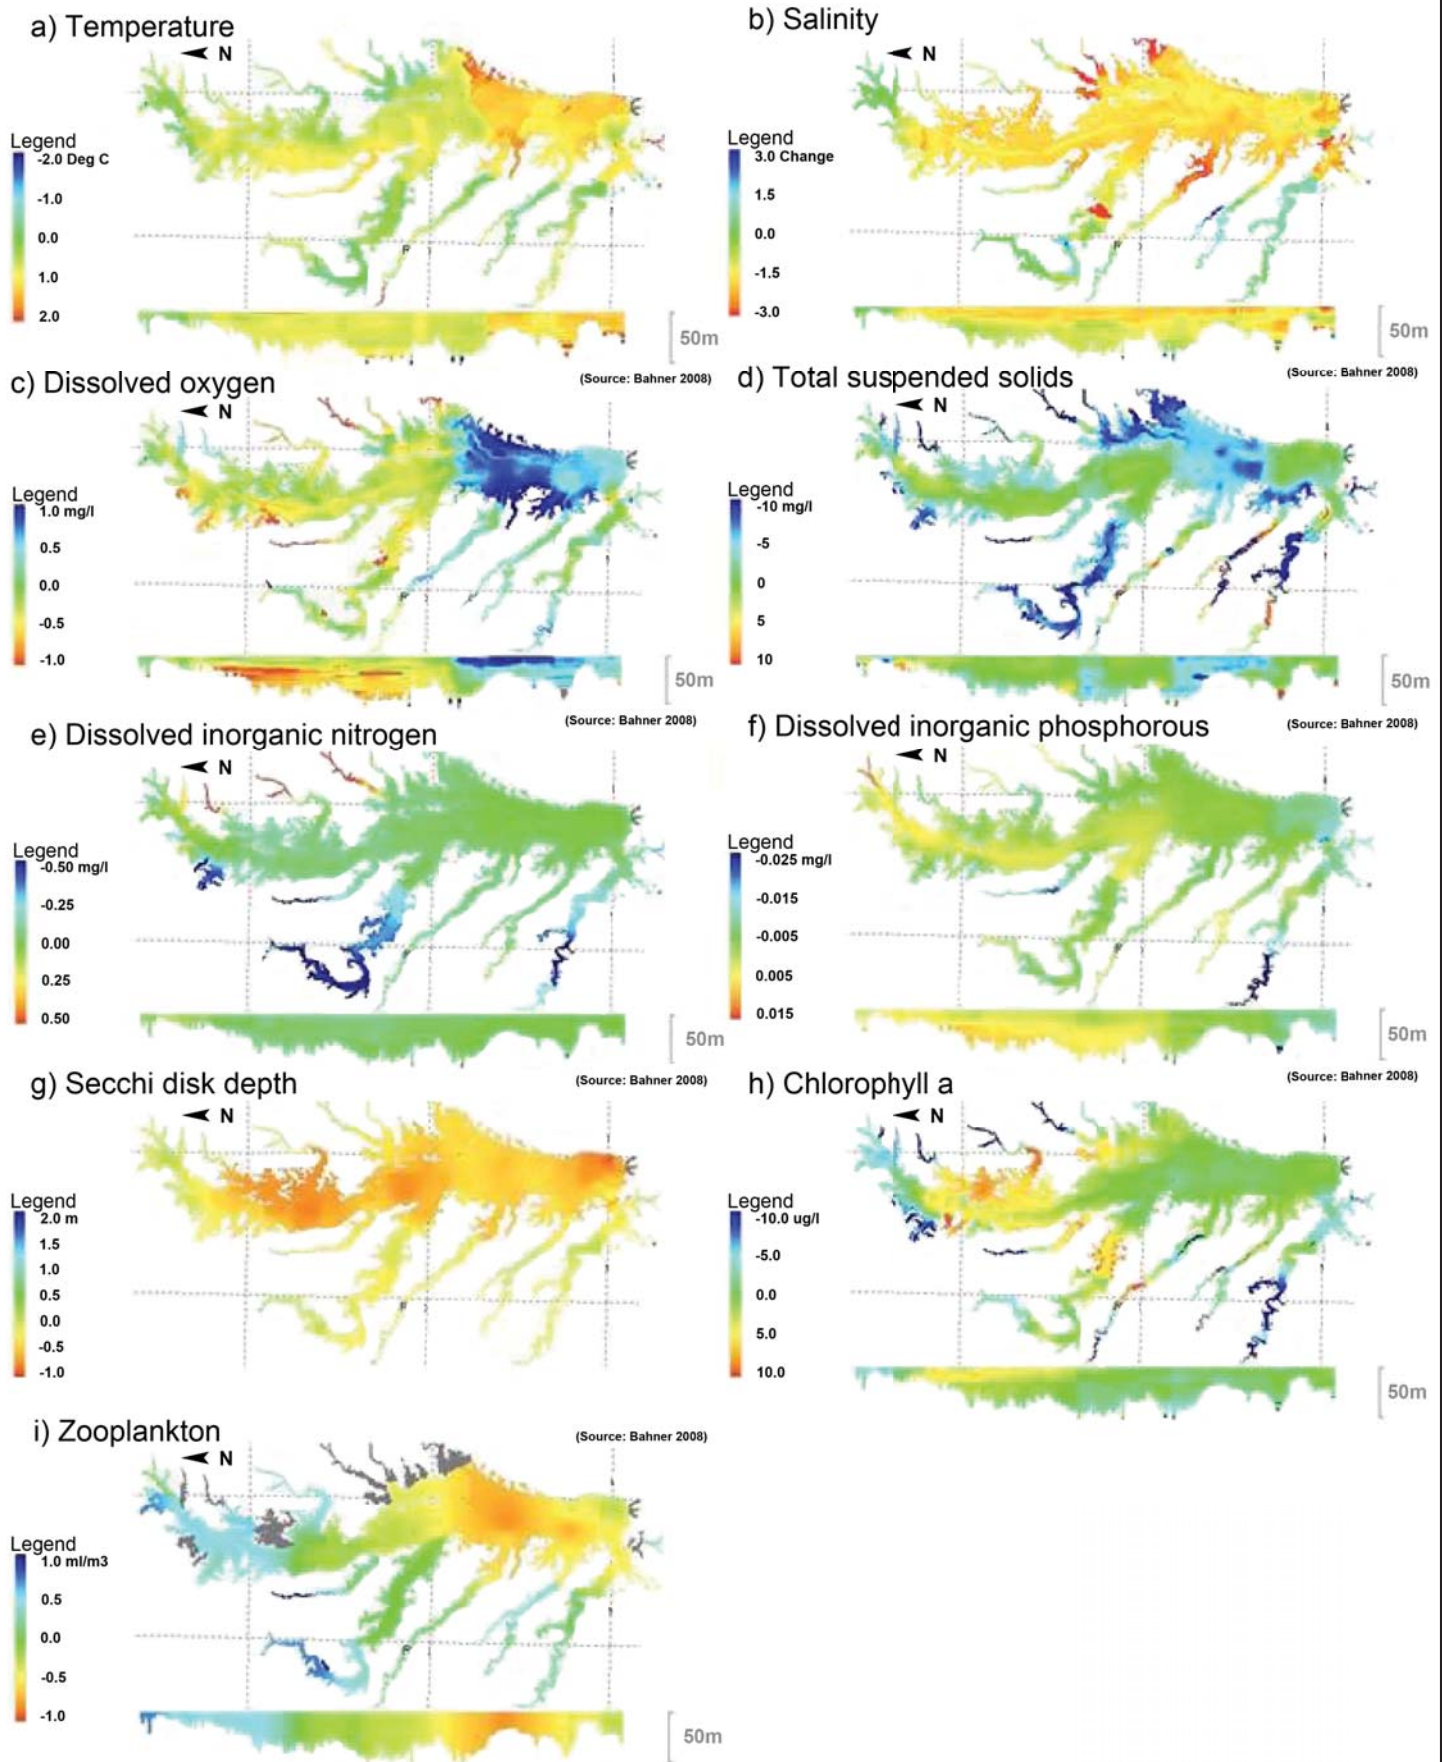 a) Temperature
N
Legend
-2.0 Deg C
-1.0
0.0
1.0
2.0
50m
(Source: Bahner 2008)
b) Salinity
N
Legend
3.0 Change
1.5
0.0
-1.5
-3.0
50m
(Source: Bahner 2008)
c) Dissolved oxygen
N
Legend
1.0 mg/l
0.5
0.0
-0.5
-1.0
50m
(Source: Bahner 2008)
d) Total suspended solids
N
Legend
-10 mg/l
-5
0
5
10
50m
(Source: Bahner 2008)
e) Dissolved inorganic nitrogen
N
Legend
-0.50 mg/l
-0.25
0.00
0.25
0.50
50m
(Source: Bahner 2008)
f) Dissolved inorganic phosphorous
N
Legend
-0.025 mg/l
-0.015
-0.005
0.005
0.015
50m
(Source: Bahner 2008)
g) Secchi disk depth
N
Legend
2.0 m
1.5
1.0
0.5
0.0
-0.5
-1.0
(Source: Bahner 2008)
h) Chlorophyll a
N
Legend
-10.0 ug/l
-5.0
0.0
5.0
10.0
50m
i) Zooplankton
N
Legend
1.0 ml/m3
0.5
0.0
-0.5
-1.0
50m